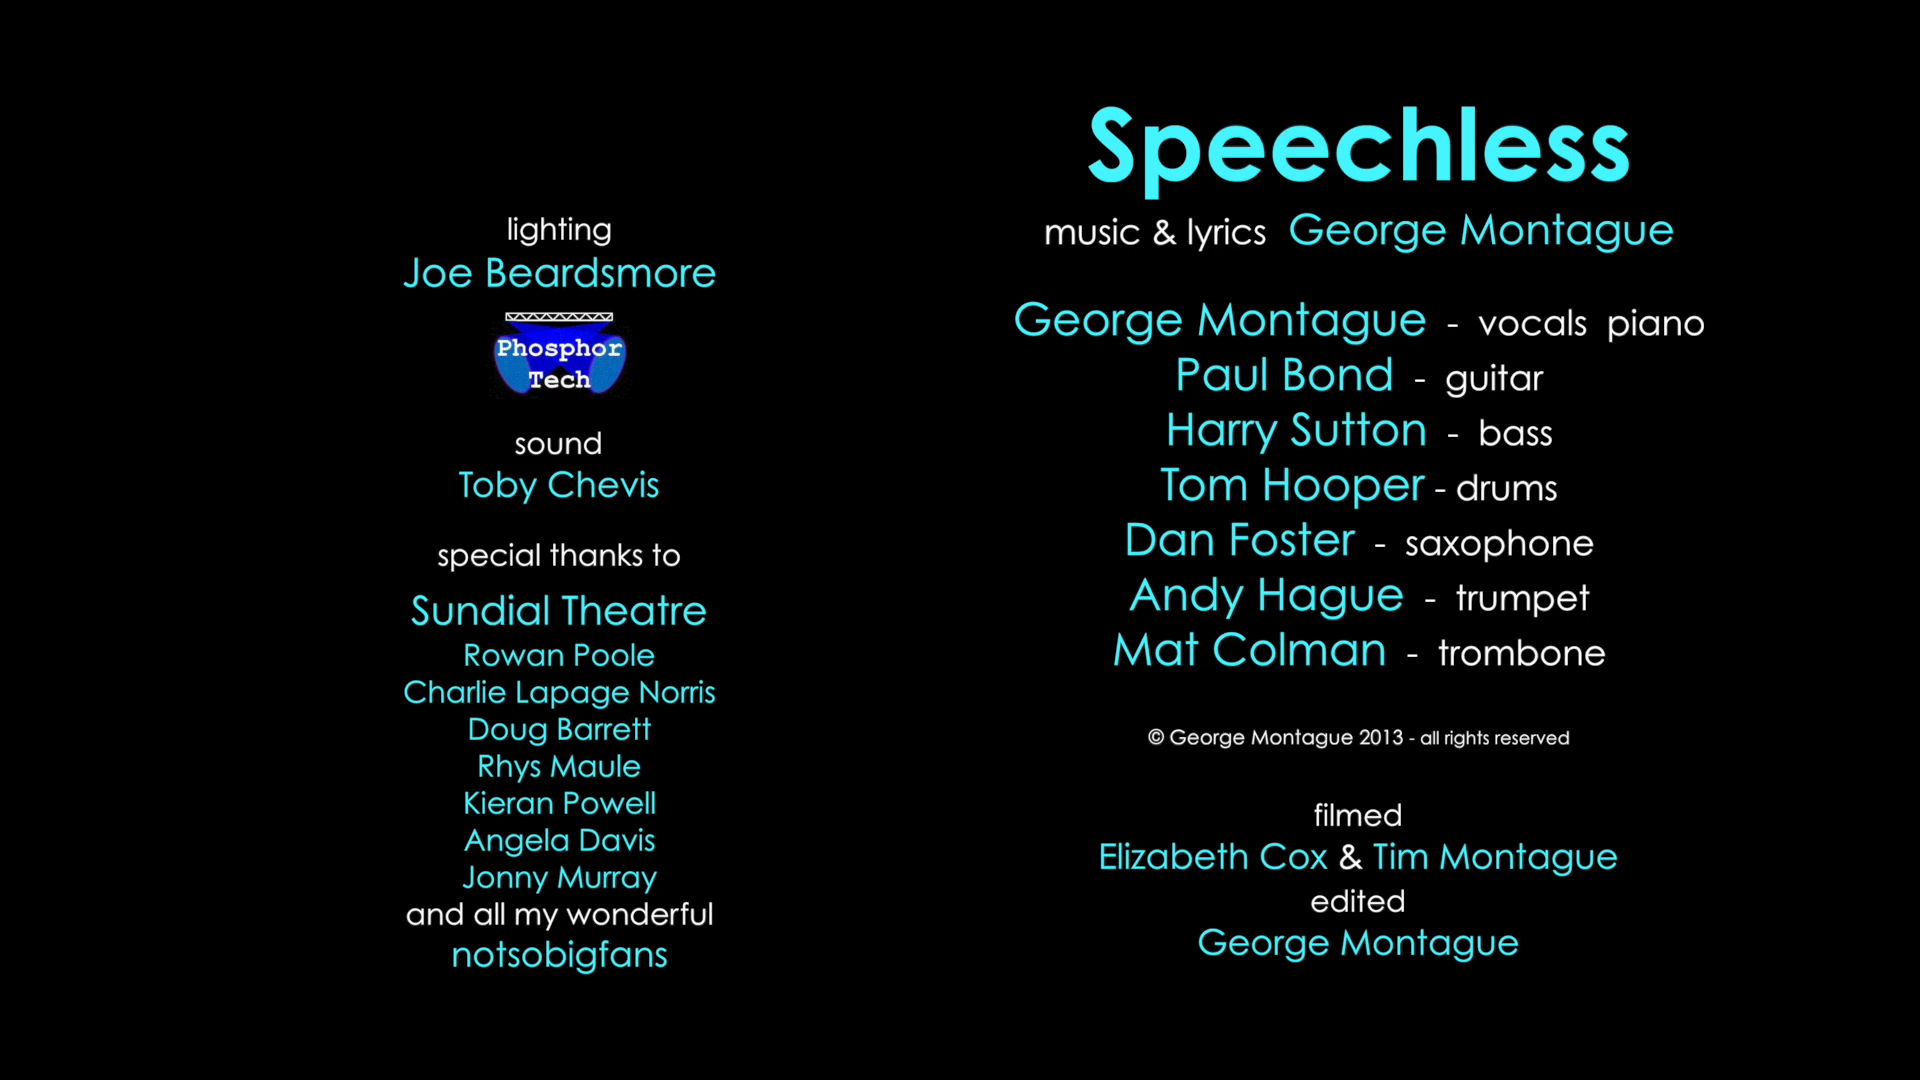 lighting
Joe Beardsmore
Phosphor
Tech
sound
Toby Chevis
special thanks to
Sundial Theatre
Rowan Poole
Charlie Lapage Norris
Doug Barrett
Rhys Maule
Kieran Powell
Angela Davis
Jonny Murray
and all my wonderful
notsobigfans
Speechless
music & lyrics George Montague
George Montague - vocals piano
Paul Bond - guitar
Harry Sutton - bass
Tom Hooper - drums
Dan Foster - saxophone
Andy Hague - trumpet
Mat Colman - trombone
© George Montague 2013 - all rights reserved
filmed
Elizabeth Cox & Tim Montague
edited
George Montague